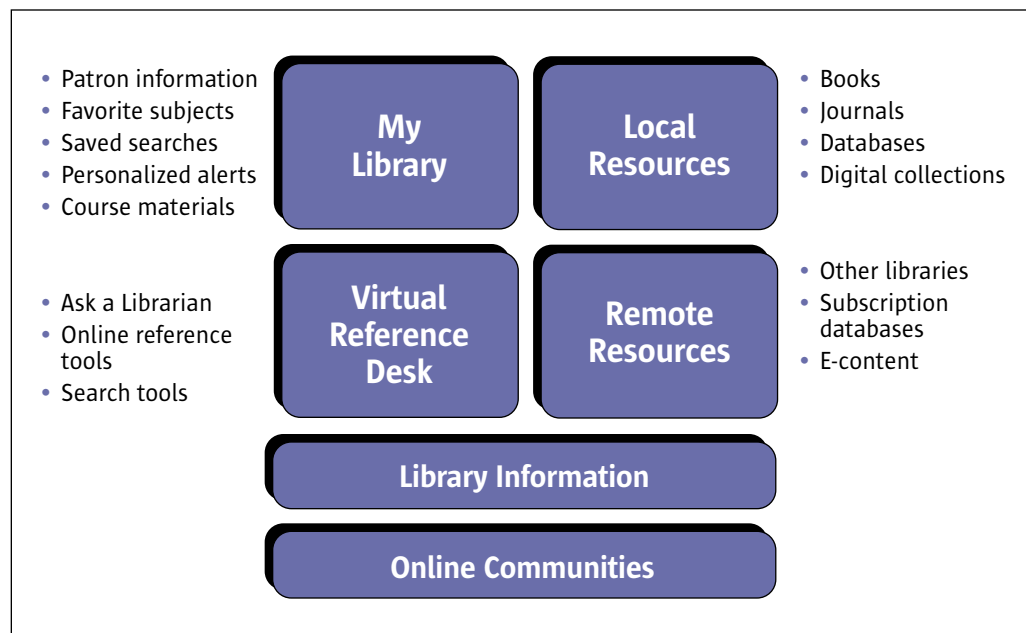 • Patron information
• Favorite subjects
• Saved searches
• Personalized alerts
• Course materials
My
Library
Local
Resources
• Books
• Journals
• Databases
• Digital collections
• Ask a Librarian
• Online reference
tools
• Search tools
Virtual
Reference
Desk
Remote
Resources
• Other libraries
• Subscription
databases
• E-content
Library Information
Online Communities